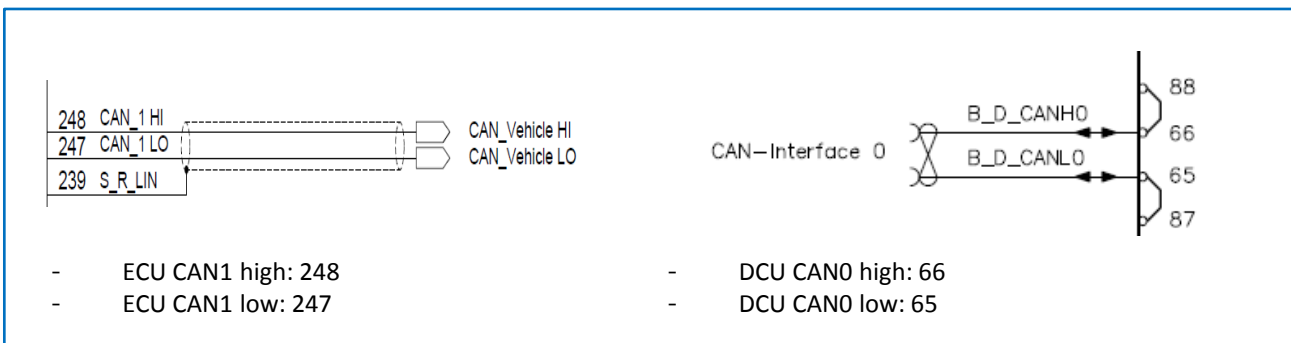 248 CAN_1 HI
247 CAN_1 LO
239 S_R_LIN
CAN_Vehicle HI
CAN_Vehicle LO
CAN-Interface 0
B_D_CANH0
B_D_CANL0
88
66
65
87
- ECU CAN1 high: 248
- ECU CAN1 low: 247
- DCU CAN0 high: 66
- DCU CAN0 low: 65